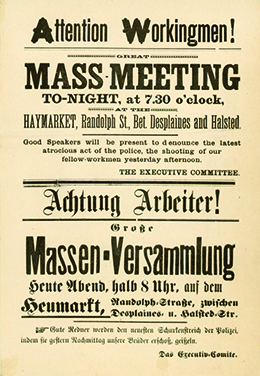 Attention Workingmen!
GREAT
MASS-MEETING
TO-NIGHT, at 7.30 o'clock,
AT THE
HAYMARKET, Randolph St., Bet. Desplaines and Halsted.
Good Speakers will be present to denounce the latest
atrocious act of the police, the shooting of our
fellow-workmen yesterday afternoon.
THE EXECUTIVE COMMITTEE.
Achtung Arbeiter!
Große
Massen-Versammlung
Heute Abend, halb 8 Uhr, auf dem
Heumarkt, Randolph-Straße, zwischen
Desplaines- u. Halsted-Str.
☞ Gute Redner werden den neuesten Schurkenstreich der Polizei,
indem sie gestern Nachmittag unsere Brüder erschoß, geißeln.
Das Executiv-Comite.